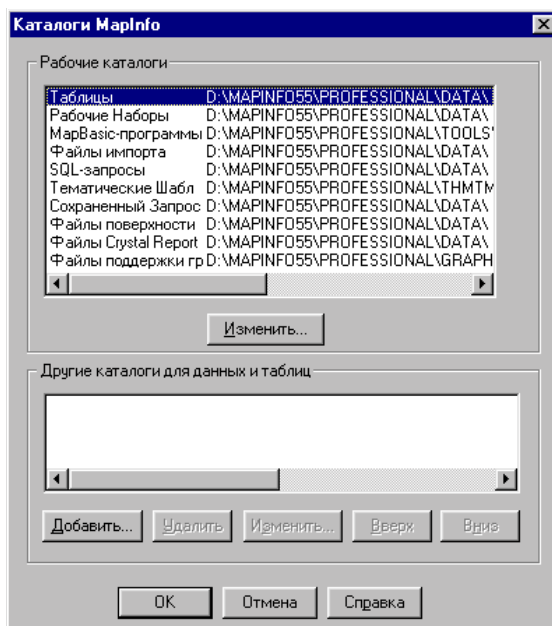 Каталоги MapInfo
Рабочие каталоги
Таблицы D:\MAPINFO55\PROFESSIONAL\DATA\
Рабочие Наборы D:\MAPINFO55\PROFESSIONAL\DATA\
MapBasic-программы D:\MAPINFO55\PROFESSIONAL\TOOLS
Файлы импорта D:\MAPINFO55\PROFESSIONAL\DATA\
SQL-запросы D:\MAPINFO55\PROFESSIONAL\DATA\
Тематические Шабл D:\MAPINFO55\PROFESSIONAL\THMTM
Сохраненный Запрос D:\MAPINFO55\PROFESSIONAL\DATA\
Файлы поверхности D:\MAPINFO55\PROFESSIONAL\DATA\
Файлы Crystal Report D:\MAPINFO55\PROFESSIONAL\DATA\
Файлы поддержки гр D:\MAPINFO55\PROFESSIONAL\GRAPH
Изменить...
Другие каталоги для данных и таблиц
Добавить... Удалить Изменить... Вверх Вниз
OK Отмена Справка